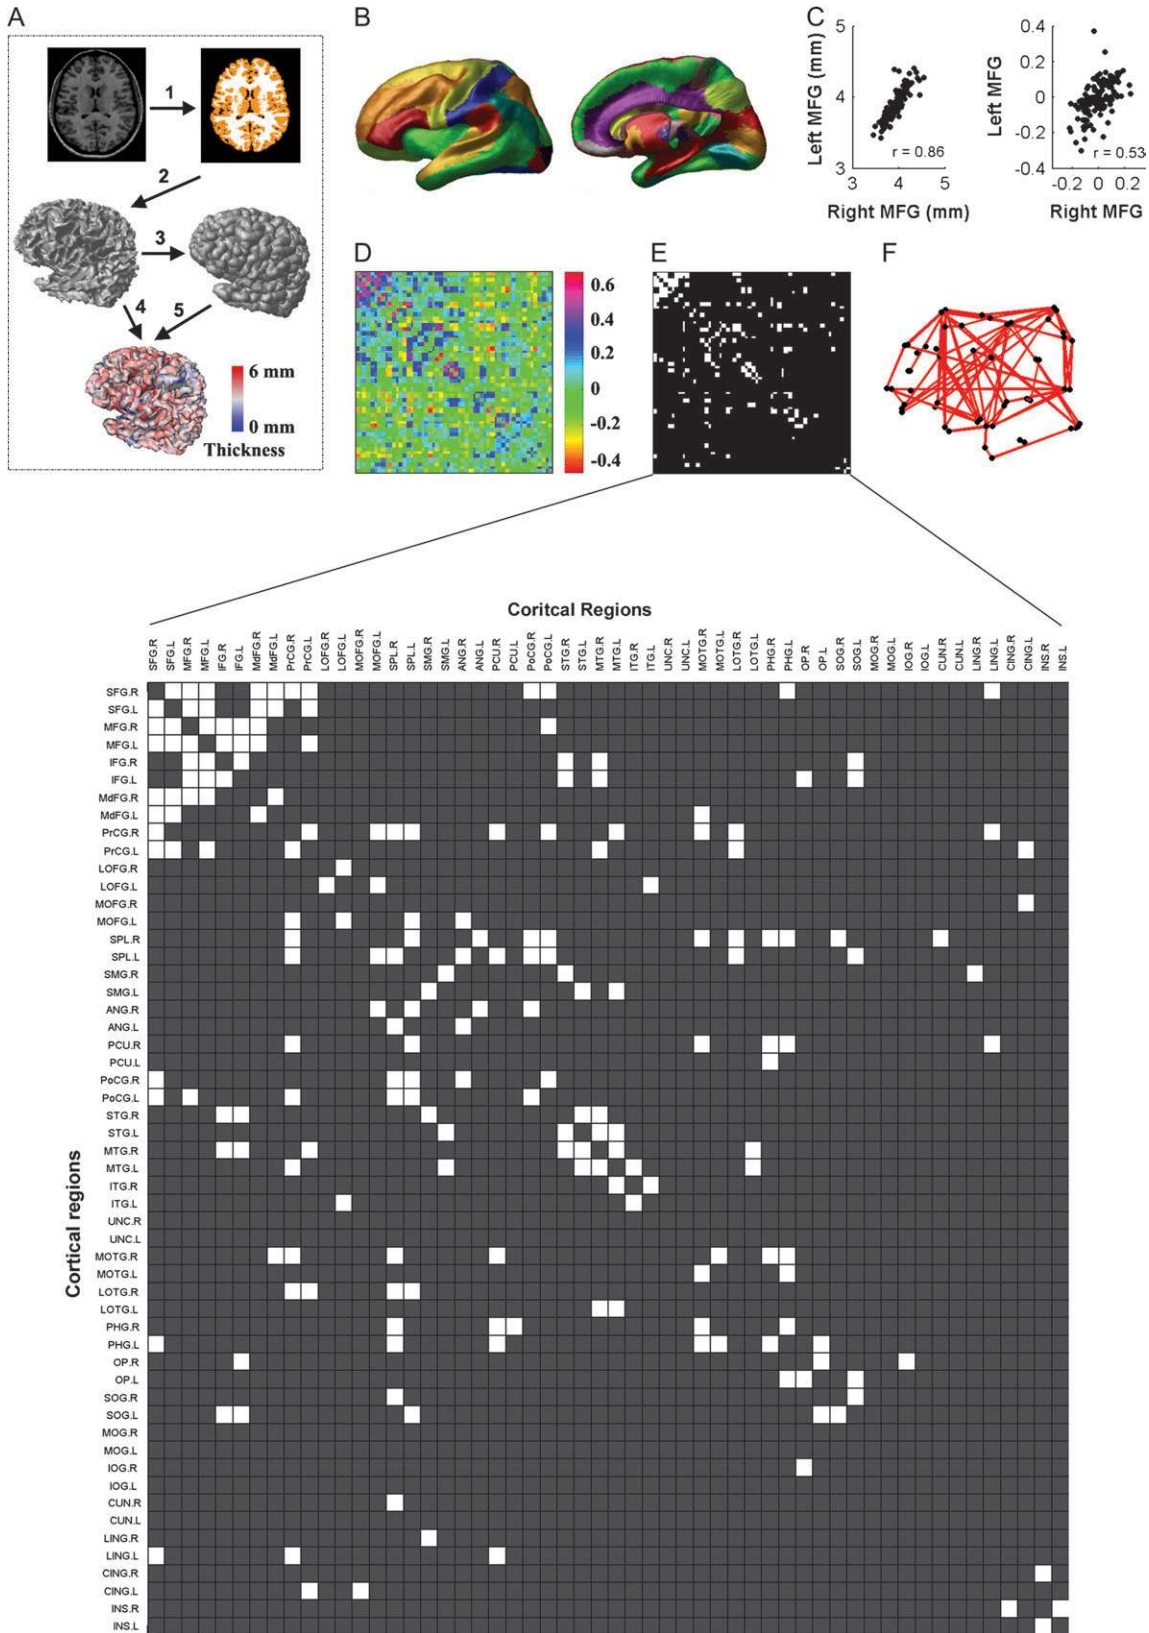 A
1
2
3
4
5
6 mm
0 mm
Thickness
B
C
5
4
3
3 4 5
r = 0.86
Left MFG (mm)
Right MFG (mm)
0.4
0.2
0
-0.2
-0.4
-0.2 0 0.2
r = 0.53
Left MFG
Right MFG
D
0.6
0.4
0.2
0
-0.2
-0.4
E
F
Coritcal Regions
SFG.R
SFG.L
MFG.R
MFG.L
IFG.R
IFG.L
MdFG.R
MdFG.L
PrCG.R
PrCG.L
LOFG.R
LOFG.L
MOFG.R
MOFG.L
SPL.R
SPL.L
SMG.R
SMG.L
ANG.R
ANG.L
PCU.R
PCU.L
PoCG.R
PoCG.L
STG.R
STG.L
MTG.R
MTG.L
ITG.R
ITG.L
UNC.R
UNC.L
MOTG.R
MOTG.L
LOTG.R
LOTG.L
PHG.R
PHG.L
OP.R
OP.L
SOG.R
SOG.L
MOG.R
MOG.L
IOG.R
IOG.L
CUN.R
CUN.L
LING.R
LING.L
CING.R
CING.L
INS.R
INS.L
Cortical regions
SFG.R
SFG.L
MFG.R
MFG.L
IFG.R
IFG.L
MdFG.R
MdFG.L
PrCG.R
PrCG.L
LOFG.R
LOFG.L
MOFG.R
MOFG.L
SPL.R
SPL.L
SMG.R
SMG.L
ANG.R
ANG.L
PCU.R
PCU.L
PoCG.R
PoCG.L
STG.R
STG.L
MTG.R
MTG.L
ITG.R
ITG.L
UNC.R
UNC.L
MOTG.R
MOTG.L
LOTG.R
LOTG.L
PHG.R
PHG.L
OP.R
OP.L
SOG.R
SOG.L
MOG.R
MOG.L
IOG.R
IOG.L
CUN.R
CUN.L
LING.R
LING.L
CING.R
CING.L
INS.R
INS.L